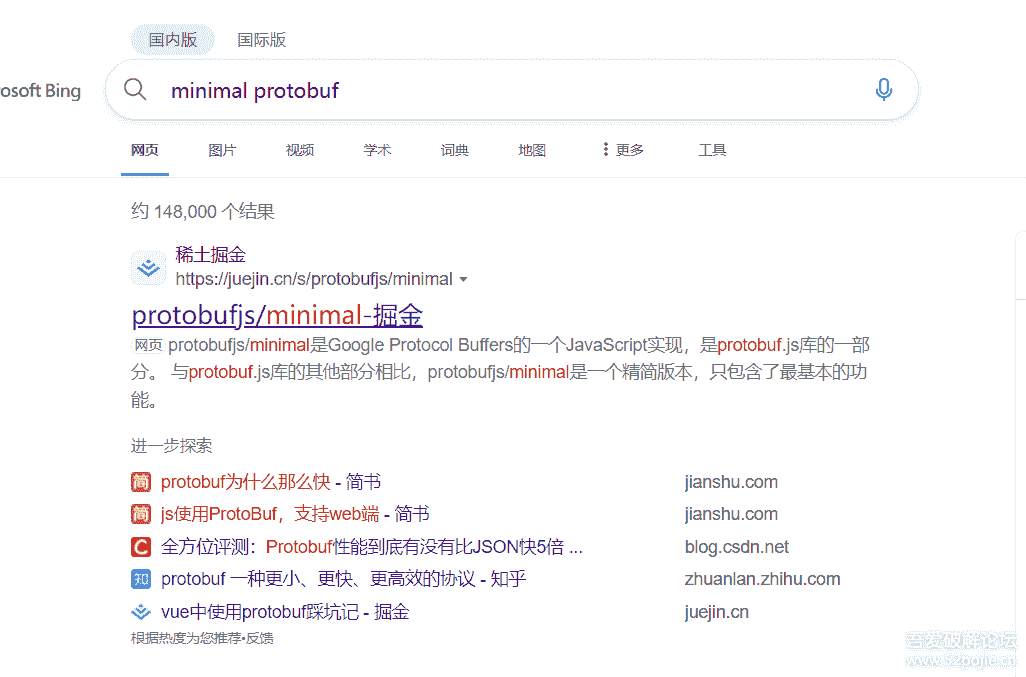 国内版 国际版
osoft Bing minimal protobuf
网页 图片 视频 学术 词典 地图 更多 工具
约 148,000 个结果
稀土掘金
https://juejin.cn/s/protobufjs/minimal
protobufjs/minimal-掘金
网页 protobufjs/minimal是Google Protocol Buffers的一个JavaScript实现，是protobuf.js库的一部
分。 与protobuf.js库的其他部分相比，protobufjs/minimal是一个精简版本，只包含了最基本的功
能。
进一步探索
简 protobuf为什么那么快 - 简书 jianshu.com
简 js使用ProtoBuf，支持web端 - 简书 jianshu.com
C 全方位评测：Protobuf性能到底有没有比JSON快5倍 ... blog.csdn.net
知 protobuf 一种更小、更快、更高效的协议 - 知乎 zhuanlan.zhihu.com
vue中使用protobuf踩坑记 - 掘金 juejin.cn
根据热度为您推荐•反馈
吾爱破解论坛
www.52pojie.cn